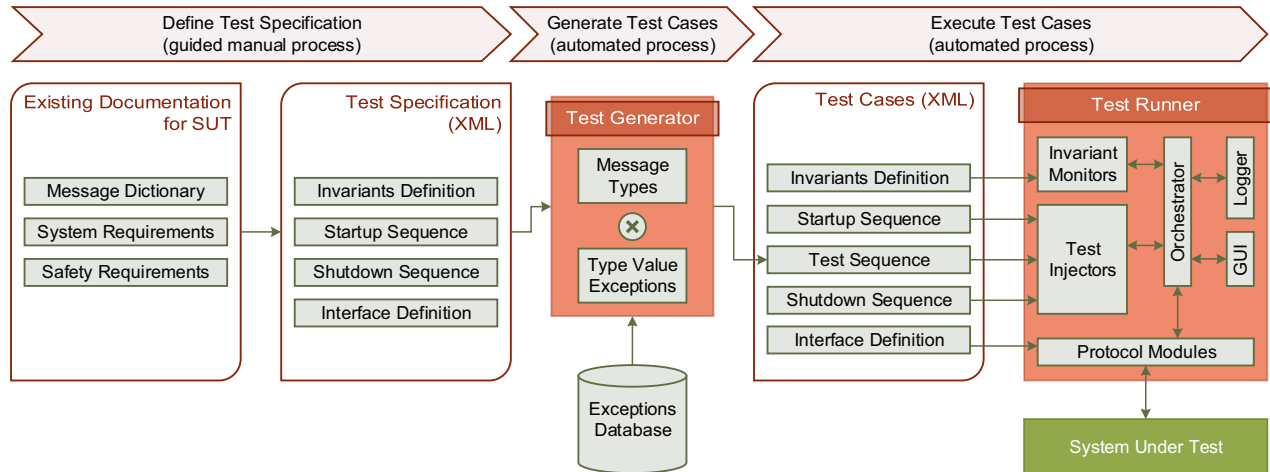 Define Test Specification
(guided manual process)
Generate Test Cases
(automated process)
Execute Test Cases
(automated process)
Existing Documentation
for SUT
Message Dictionary
System Requirements
Safety Requirements
Test Specification
(XML)
Invariants Definition
Startup Sequence
Shutdown Sequence
Interface Definition
Test Generator
Message
Types
Type Value
Exceptions
Exceptions
Database
Test Cases (XML)
Invariants Definition
Startup Sequence
Test Sequence
Shutdown Sequence
Interface Definition
Test Runner
Invariant
Monitors
Test
Injectors
Orchestrator
Logger
GUI
Protocol Modules
System Under Test